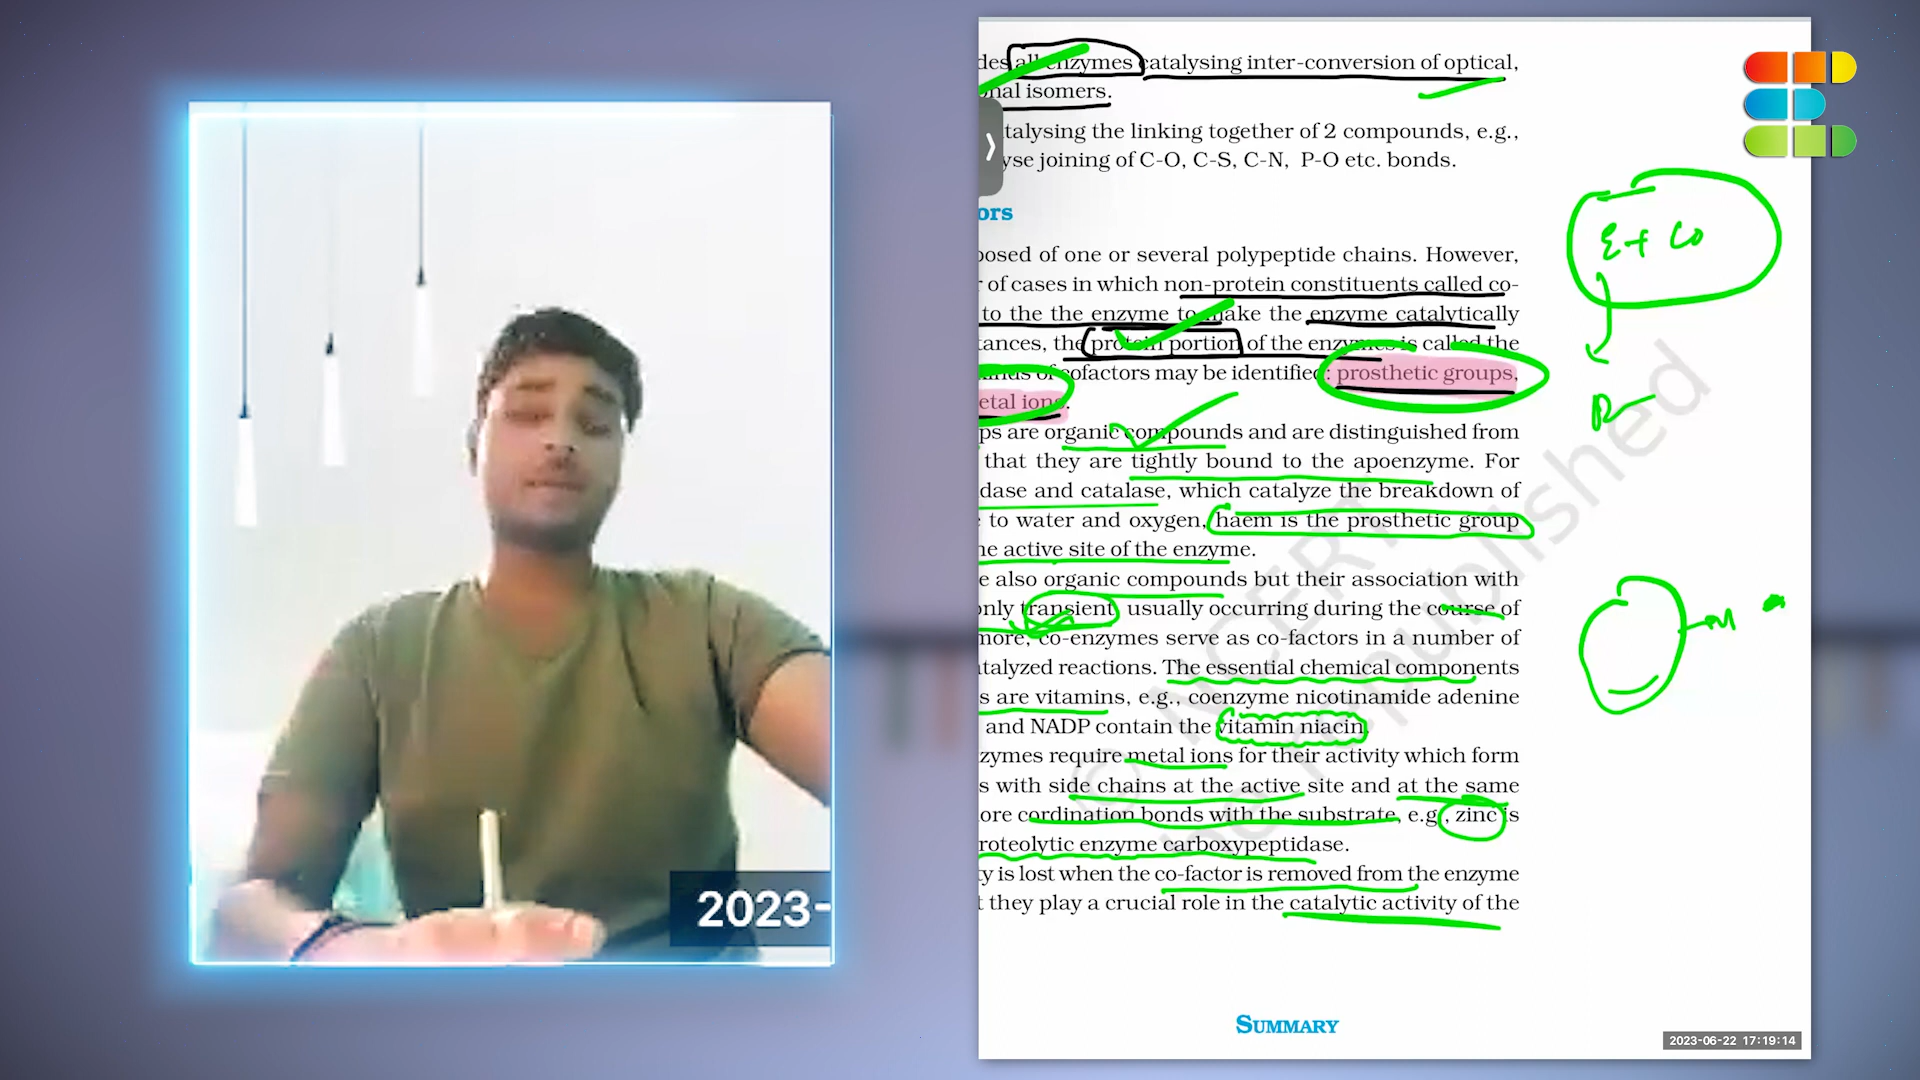 des all enzymes catalysing inter-conversion of optical,
onal isomers.
talysing the linking together of 2 compounds, e.g.,
yse joining of C-O, C-S, C-N, P-O etc. bonds.
ors
posed of one or several polypeptide chains. However,
r of cases in which non-protein constituents called co-
to the the enzyme to make the enzyme catalytically
tances, the protein portion of the enzymes is called the
kinds of cofactors may be identified: prosthetic groups,
etal ions.
ps are organic compounds and are distinguished from
that they are tightly bound to the apoenzyme. For
dase and catalase, which catalyze the breakdown of
to water and oxygen, haem is the prosthetic group
he active site of the enzyme.
e also organic compounds but their association with
only transient, usually occurring during the course of
more, co-enzymes serve as co-factors in a number of
atalyzed reactions. The essential chemical components
s are vitamins, e.g., coenzyme nicotinamide adenine
and NADP contain the vitamin niacin.
zymes require metal ions for their activity which form
s with side chains at the active site and at the same
ore cordination bonds with the substrate, e.g., zinc is
roteolytic enzyme carboxypeptidase.
ty is lost when the co-factor is removed from the enzyme
t they play a crucial role in the catalytic activity of the
SUMMARY
E+ Co
© NCERT
republished
2023-
2023-06-22 17:19:14